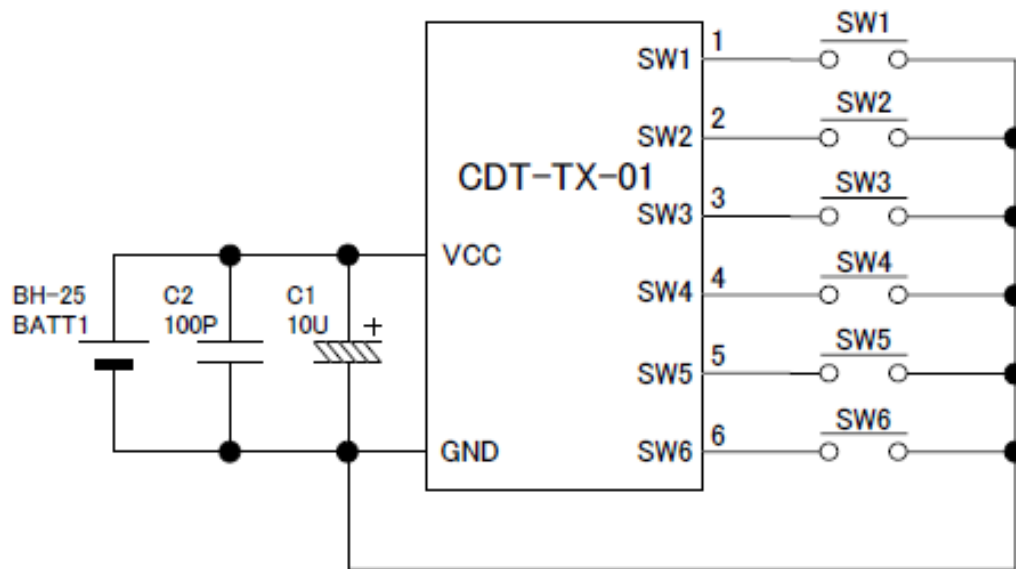 SW1
1
SW1
SW2
2
SW2
CDT-TX-01
SW3
3
SW3
VCC
SW4
4
SW4
BH-25
BATT1
C2
100P
C1
10U
+
SW5
5
SW5
SW6
6
SW6
GND